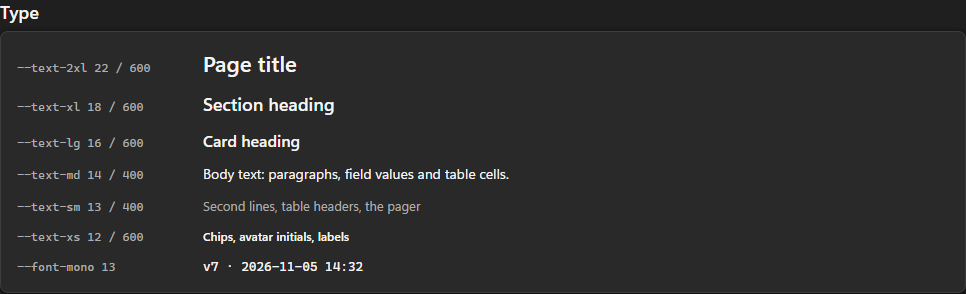 Type
--text-2xl 22 / 600 Page title
--text-xl 18 / 600 Section heading
--text-lg 16 / 600 Card heading
--text-md 14 / 400 Body text: paragraphs, field values and table cells.
--text-sm 13 / 400 Second lines, table headers, the pager
--text-xs 12 / 600 Chips, avatar initials, labels
--font-mono 13 v7 · 2026-11-05 14:32